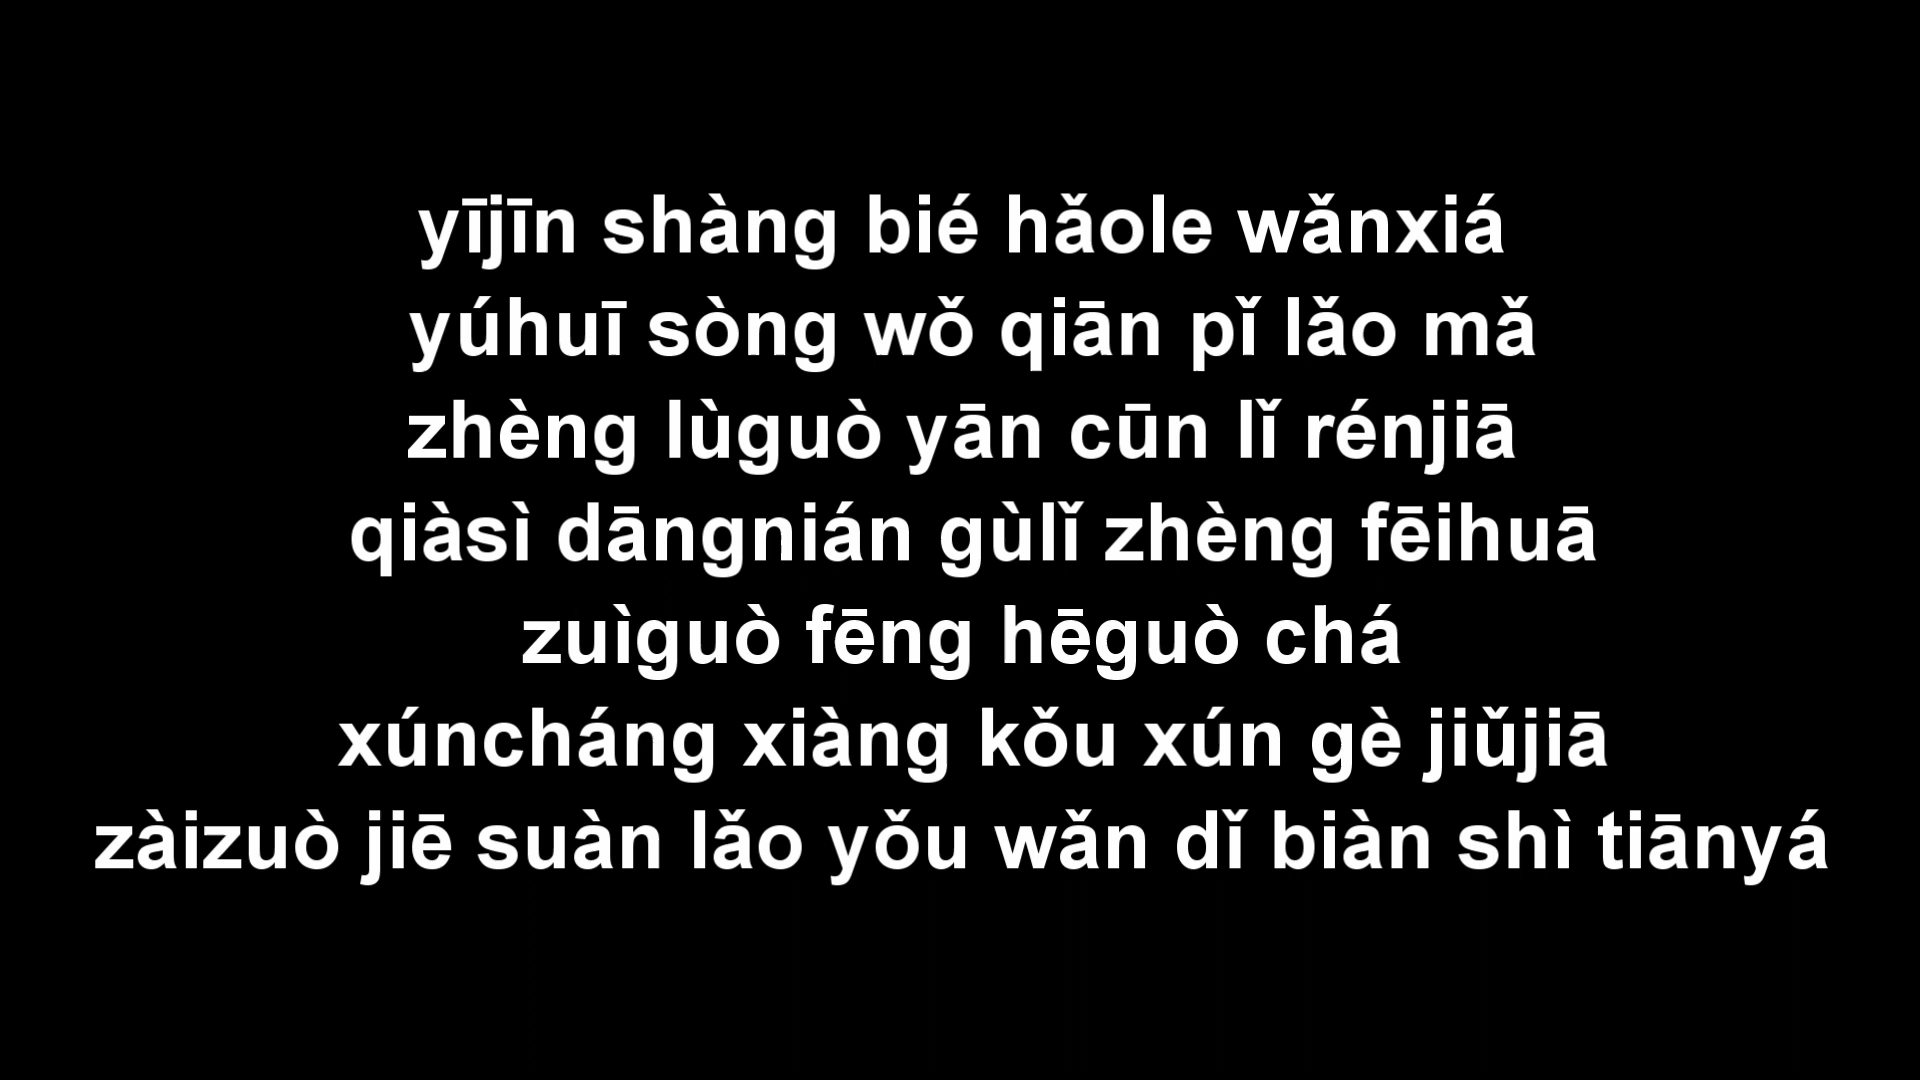 yījīn shàng bié hǎole wǎnxiá
yúhuī sòng wǒ qiān pǐ lǎo mǎ
zhèng lùguò yān cūn lǐ rénjiā
qiàsì dāngnián gùlǐ zhèng fēihuā
zuìguò fēng hēguò chá
xúncháng xiàng kǒu xún gè jiǔjiā
zàizuò jiē suàn lǎo yǒu wǎn dǐ biàn shì tiānyá